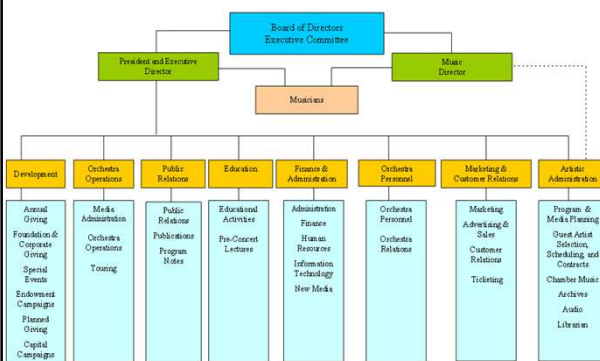 Board of Directors
Executive Committee
President and Executive
Director
Music
Director
Musicians
Development
Orchestra
Operations
Public
Relations
Education
Finance &
Administration
Orchestra
Personnel
Marketing &
Customer Relations
Artistic
Administration
Annual
Giving
Foundation &
Corporate
Giving
Special
Events
Endowment
Campaigns
Planned
Giving
Capital
Campaigns
Media
Administration
Orchestra
Operations
Touring
Public
Relations
Publications
Program
Notes
Educational
Activities
Pre-Concert
Lectures
Administration
Finance
Human
Resources
Information
Technology
New Media
Orchestra
Personnel
Orchestra
Relations
Marketing
Advertising &
Sales
Customer
Relations
Ticketing
Program &
Media Planning
Guest Artist
Selection,
Scheduling, and
Contracts
Chamber Music
Archives
Audio
Librarian